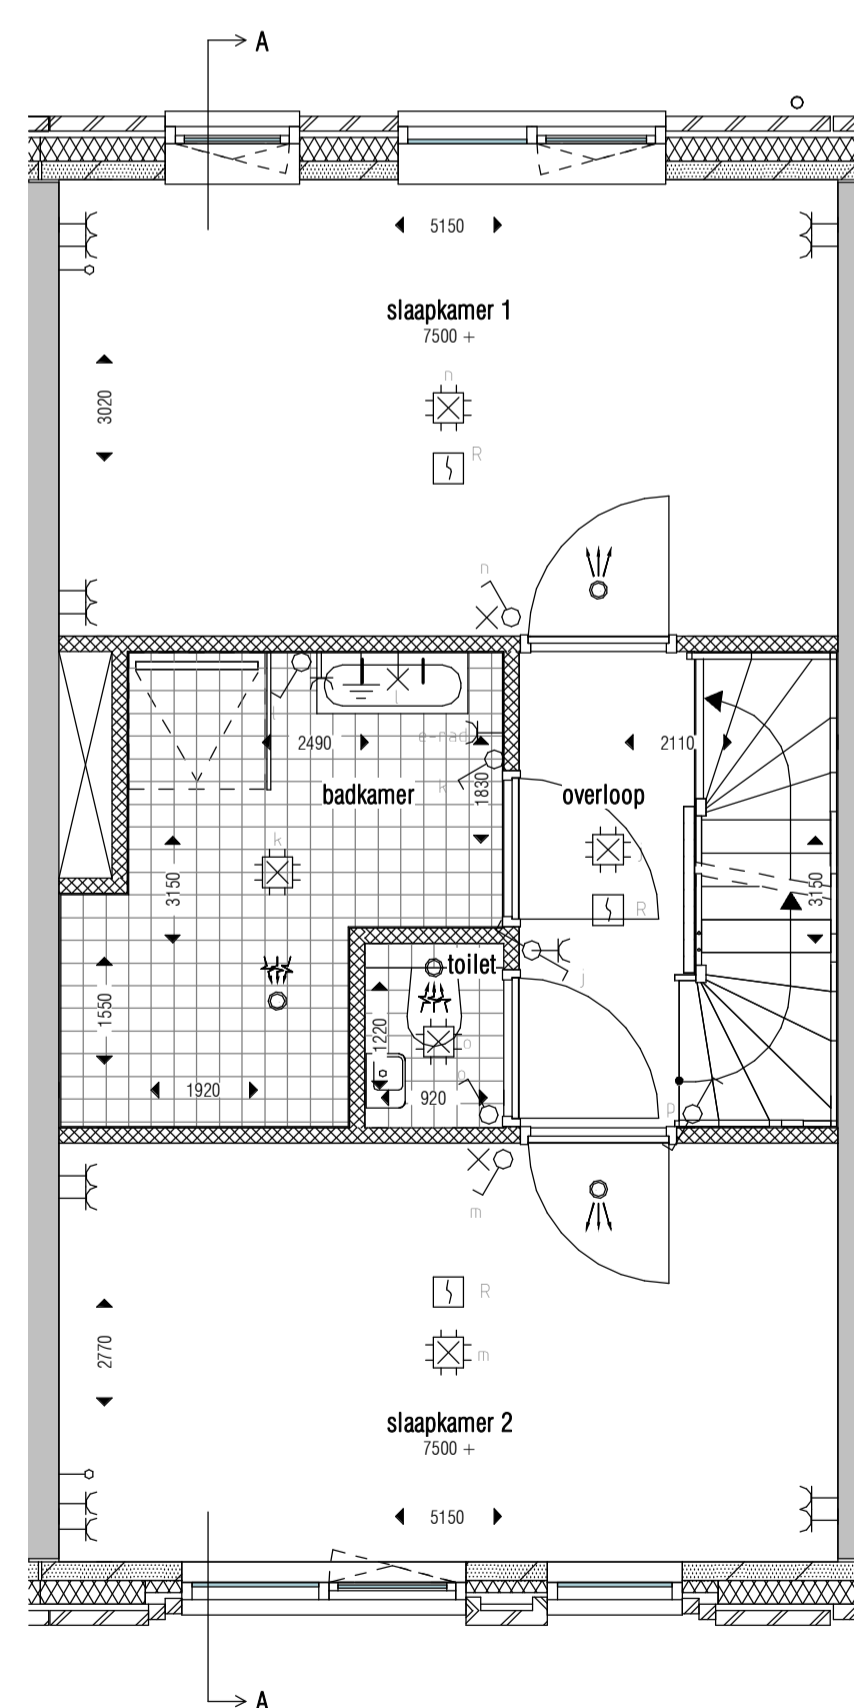 A
5150
slaapkamer 1
7500 +
n
3020
R
n
l
l
2490
e-nad
2110
k
1830
badkamer
overloop
k
j
3150
3150
R
toilet
j
1550
1220
o
o
1920
920
p
m
R
2770
m
slaapkamer 2
7500 +
5150
A